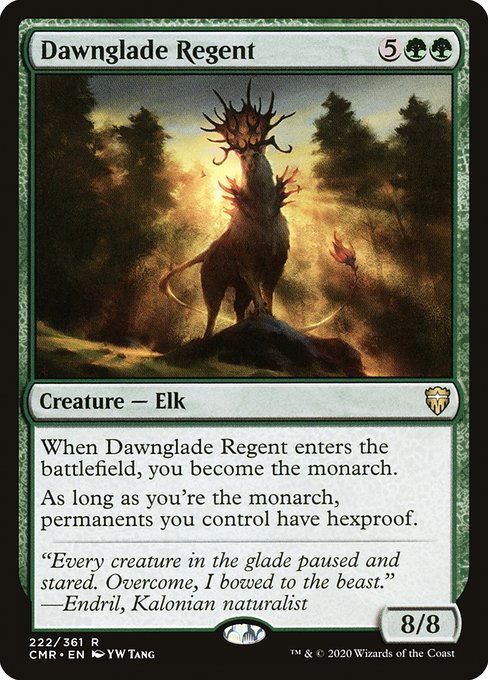 Dawnglade Regent 5
Creature — Elk
When Dawnglade Regent enters the
battlefield, you become the monarch.
As long as you're the monarch,
permanents you control have hexproof.
“Every creature in the glade paused and
stared. Overcome, I bowed to the beast.”
—Endril, Kalonian naturalist
8/8
222/361 R
CMR • EN YW Tang
™ & © 2020 Wizards of the Coast